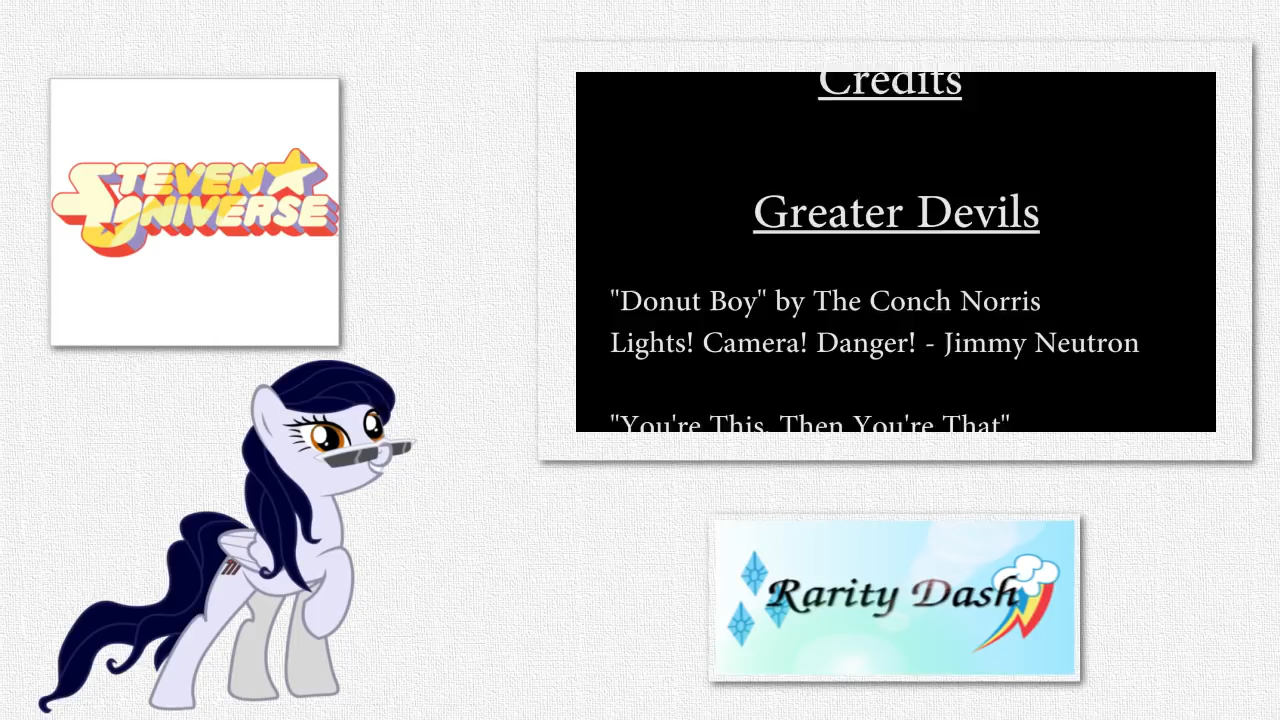 STEVEN
UNIVERSE
Credits
Greater Devils
"Donut Boy" by The Conch Norris
Lights! Camera! Danger! - Jimmy Neutron
"You're This, Then You're That"
Rarity Dash